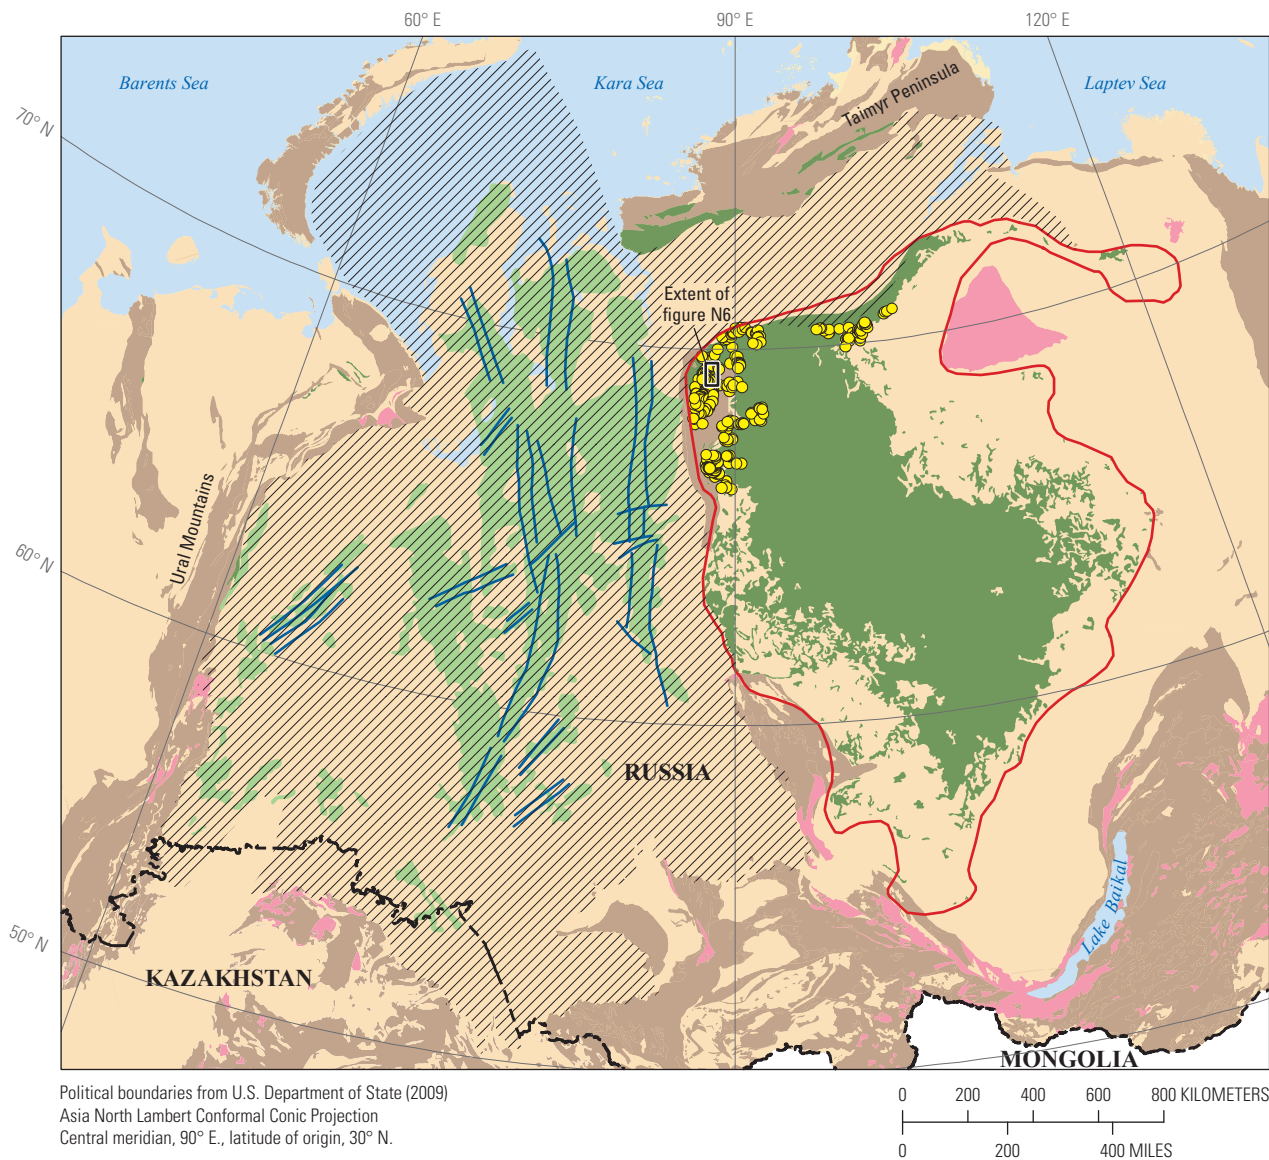 60° E
90° E
120° E
Barents Sea
Kara Sea
Laptev Sea
Taimyr Peninsula
70° N
Extent of
figure N6
Ural Mountains
60° N
RUSSIA
Lake Baikal
50° N
KAZAKHSTAN
MONGOLIA
Political boundaries from U.S. Department of State (2009)
Asia North Lambert Conformal Conic Projection
Central meridian, 90° E., latitude of origin, 30° N.
0 200 400 600 800 KILOMETERS
0 200 400 MILES